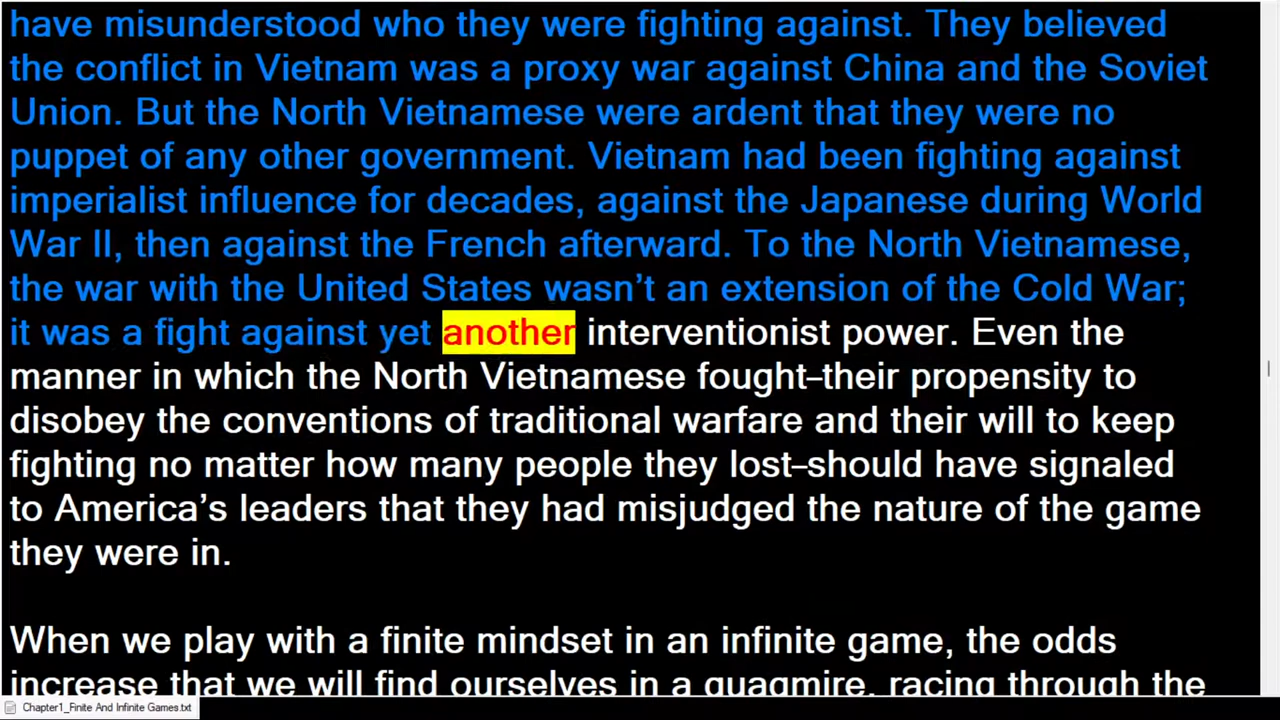 have misunderstood who they were fighting against. They believed
the conflict in Vietnam was a proxy war against China and the Soviet
Union. But the North Vietnamese were ardent that they were no
puppet of any other government. Vietnam had been fighting against
imperialist influence for decades, against the Japanese during World
War II, then against the French afterward. To the North Vietnamese,
the war with the United States wasn’t an extension of the Cold War;
it was a fight against yet another interventionist power. Even the
manner in which the North Vietnamese fought–their propensity to
disobey the conventions of traditional warfare and their will to keep
fighting no matter how many people they lost–should have signaled
to America’s leaders that they had misjudged the nature of the game
they were in.
When we play with a finite mindset in an infinite game, the odds
increase that we will find ourselves in a quagmire, racing through the
Chapter1_Finite And Infinite Games.txt